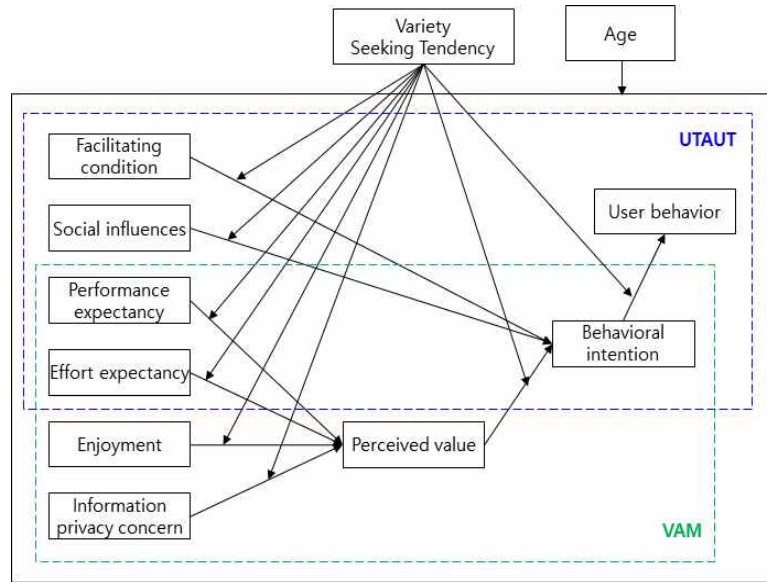 Variety
Seeking Tendency
Age
UTAUT
Facilitating
condition
User behavior
Social influences
Performance
expectancy
Behavioral
intention
Effort expectancy
Enjoyment
Perceived value
Information
privacy concern
VAM